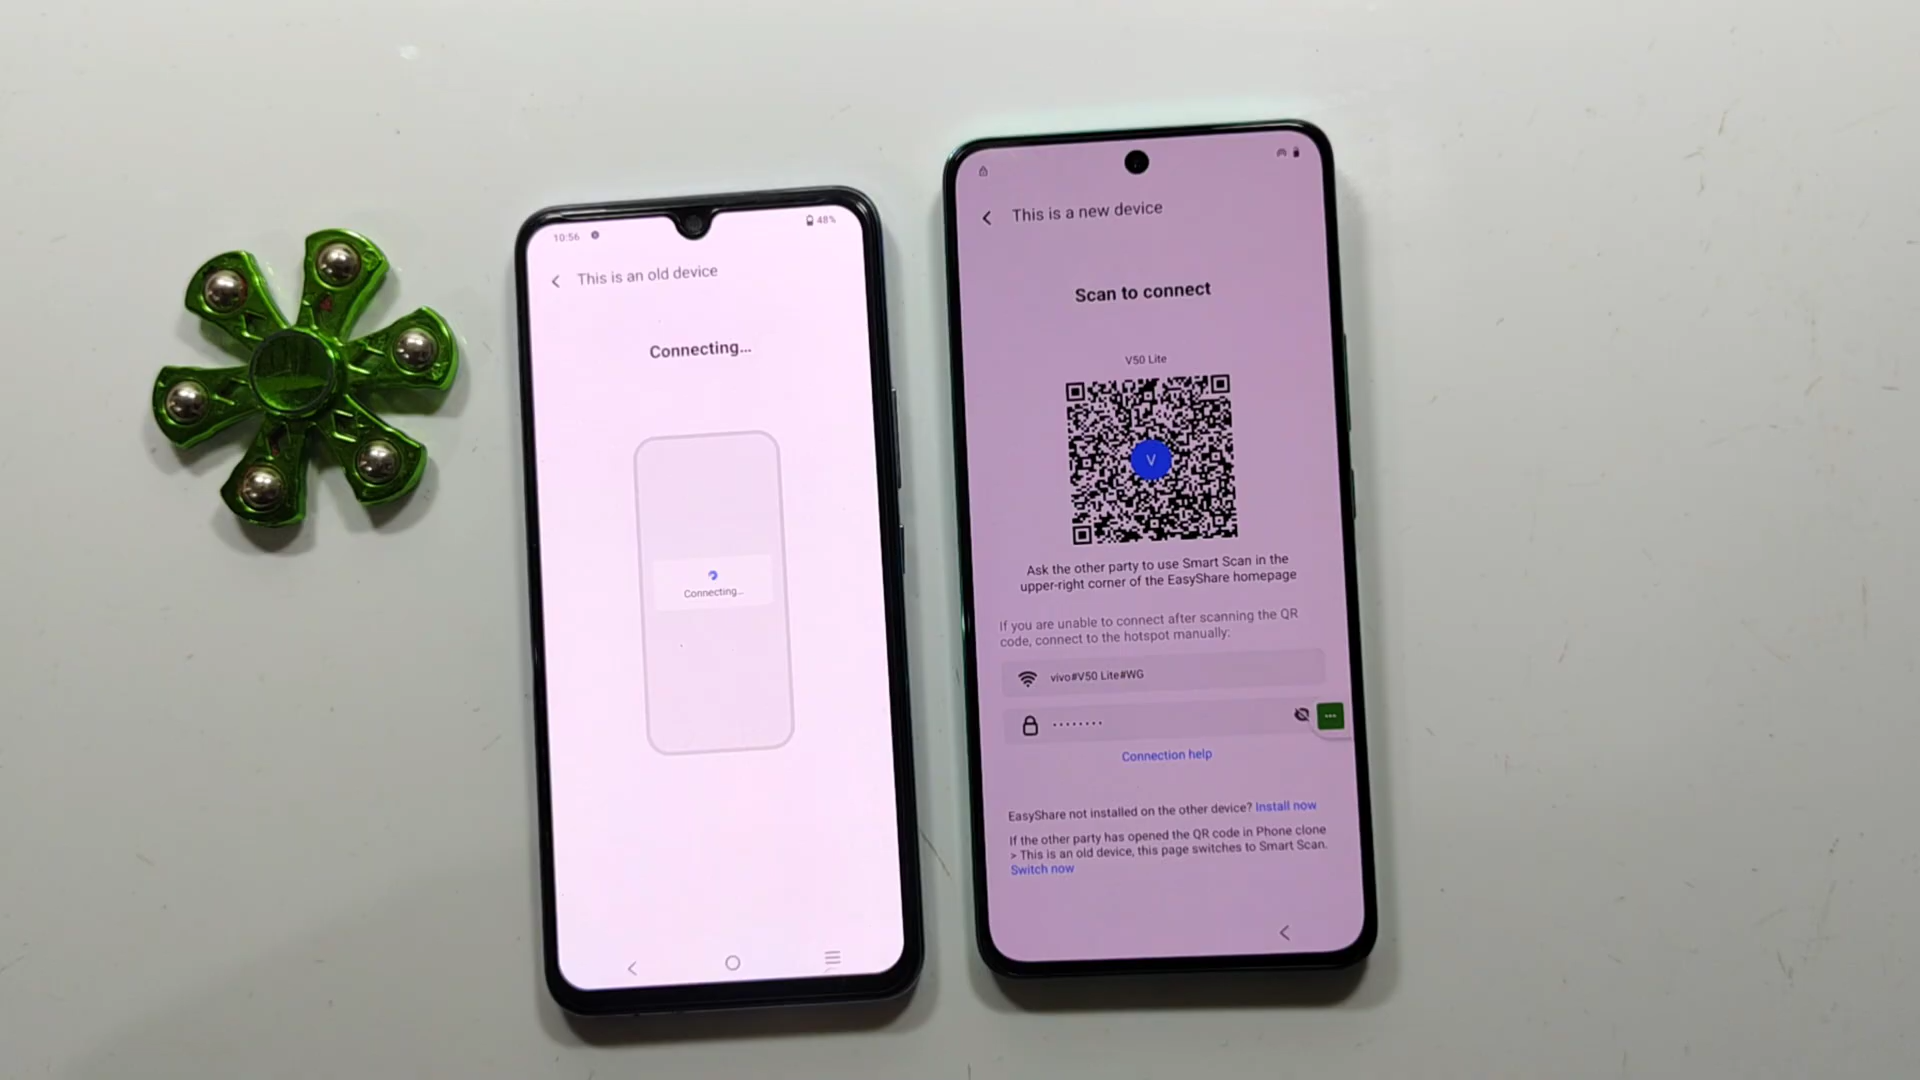 10:56
48%
This is an old device
Connecting...
Connecting...
This is a new device
Scan to connect
V50 Lite
V
Ask the other party to use Smart Scan in the
upper-right corner of the EasyShare homepage
If you are unable to connect after scanning the QR
code, connect to the hotspot manually:
vivo#V50 Lite#WG
........
Connection help
EasyShare not installed on the other device? Install now
If the other party has opened the QR code in Phone clone
> This is an old device, this page switches to Smart Scan.
Switch now